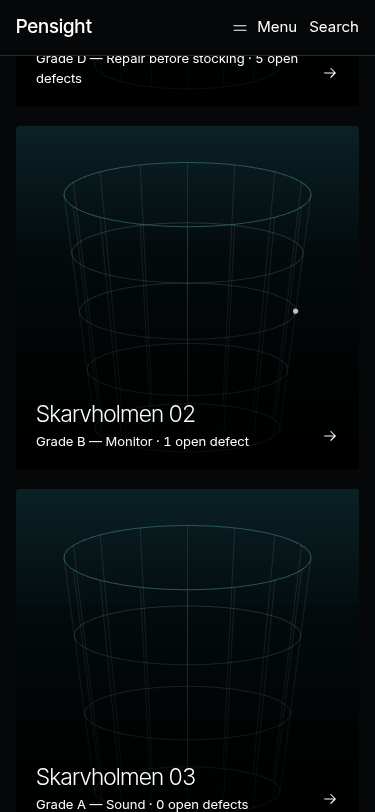 Pensight
Menu
Search
Grade D — Repair before stocking · 5 open
defects
Skarvholmen 02
Grade B — Monitor · 1 open defect
Skarvholmen 03
Grade A — Sound · 0 open defects